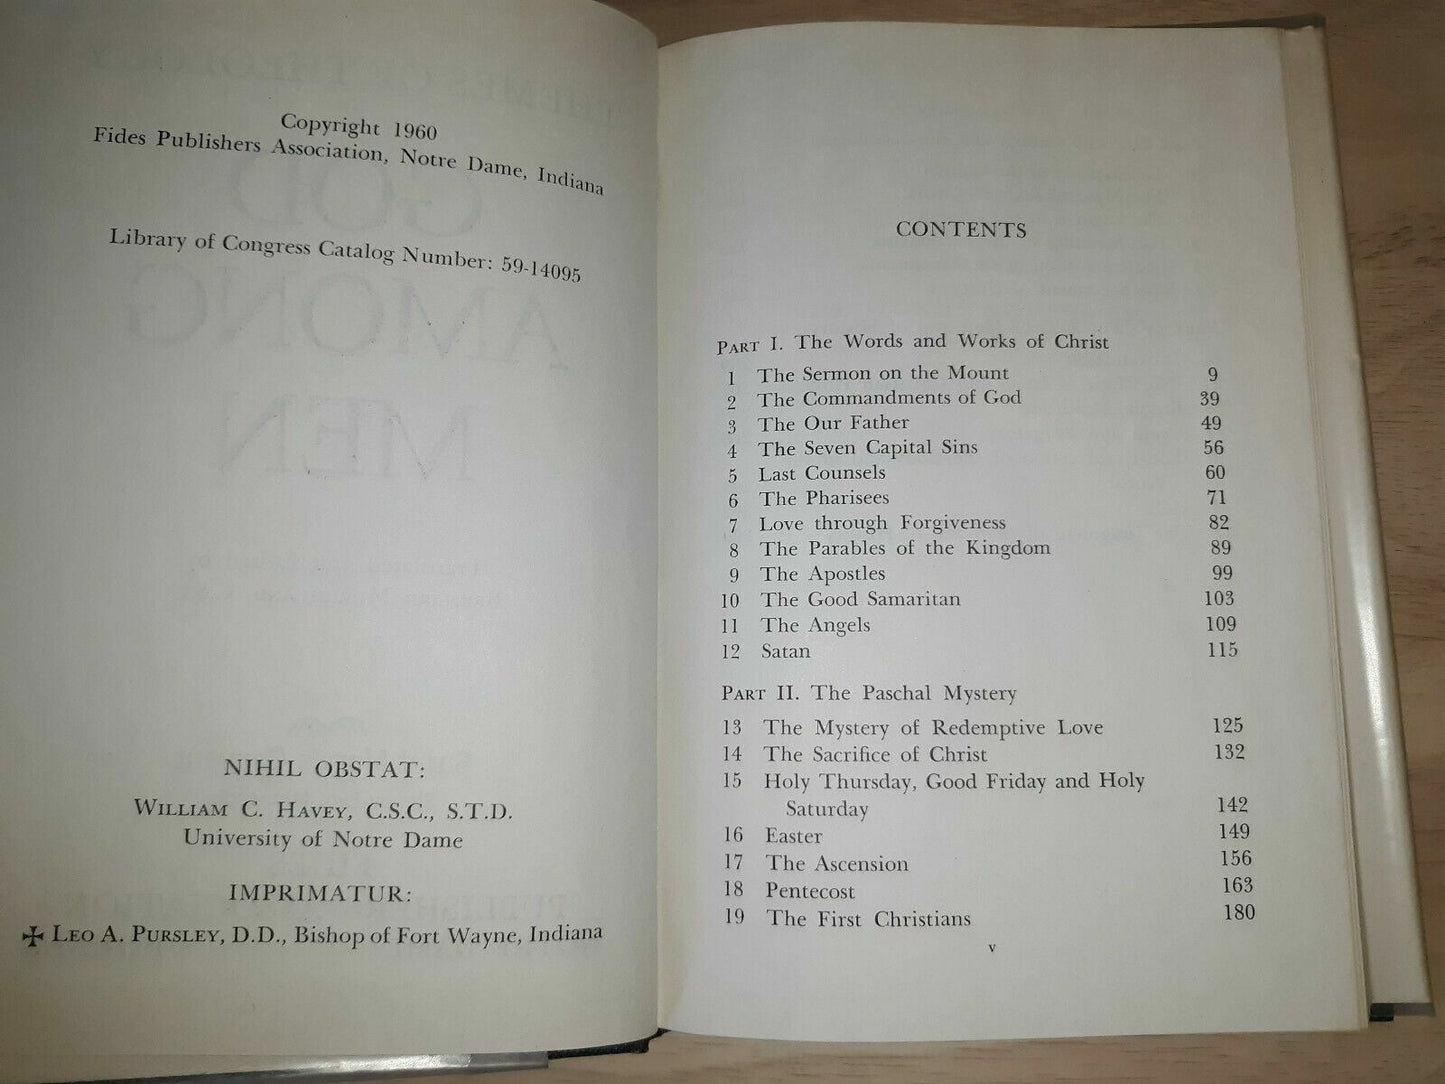 Copyright 1960
Fides Publishers Association, Notre Dame, Indiana
Library of Congress Catalog Number: 59-14095
NIHIL OBSTAT:
William C. Havey, C.S.C., S.T.D.
University of Notre Dame
IMPRIMATUR:
✠ Leo A. Pursley, D.D., Bishop of Fort Wayne, Indiana
CONTENTS
Part I. The Words and Works of Christ
1 The Sermon on the Mount 9
2 The Commandments of God 39
3 The Our Father 49
4 The Seven Capital Sins 56
5 Last Counsels 60
6 The Pharisees 71
7 Love through Forgiveness 82
8 The Parables of the Kingdom 89
9 The Apostles 99
10 The Good Samaritan 103
11 The Angels 109
12 Satan 115
Part II. The Paschal Mystery
13 The Mystery of Redemptive Love 125
14 The Sacrifice of Christ 132
15 Holy Thursday, Good Friday and Holy
Saturday 142
16 Easter 149
17 The Ascension 156
18 Pentecost 163
19 The First Christians 180
v